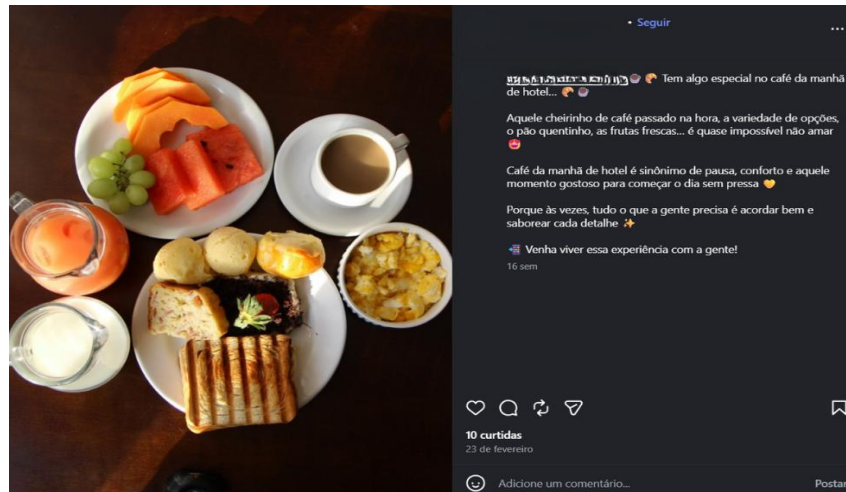 • Seguir
Tem algo especial no café da manhã
de hotel... 🥐 ☕
Aquele cheirinho de café passado na hora, a variedade de opções,
o pão quentinho, as frutas frescas... é quase impossível não amar
😍
Café da manhã de hotel é sinônimo de pausa, conforto e aquele
momento gostoso para começar o dia sem pressa 💛
Porque às vezes, tudo o que a gente precisa é acordar bem e
saborear cada detalhe ✨
📲 Venha viver essa experiência com a gente!
16 sem
10 curtidas
23 de fevereiro
Adicione um comentário...
Postar